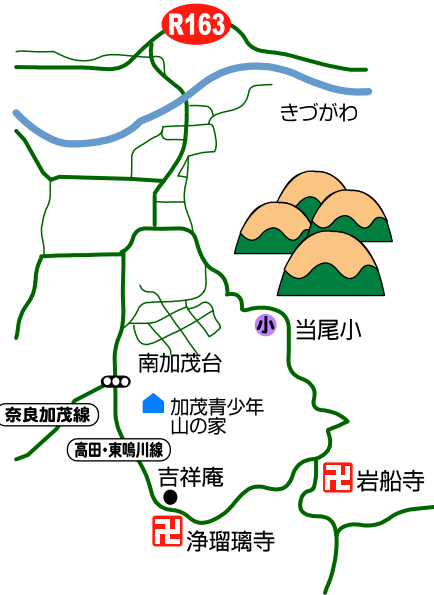 R163
きづがわ
小
当尾小
南加茂台
奈良加茂線
加茂青少年
山の家
高田・東鳴川線
吉祥庵
卍
岩船寺
卍
浄瑠璃寺